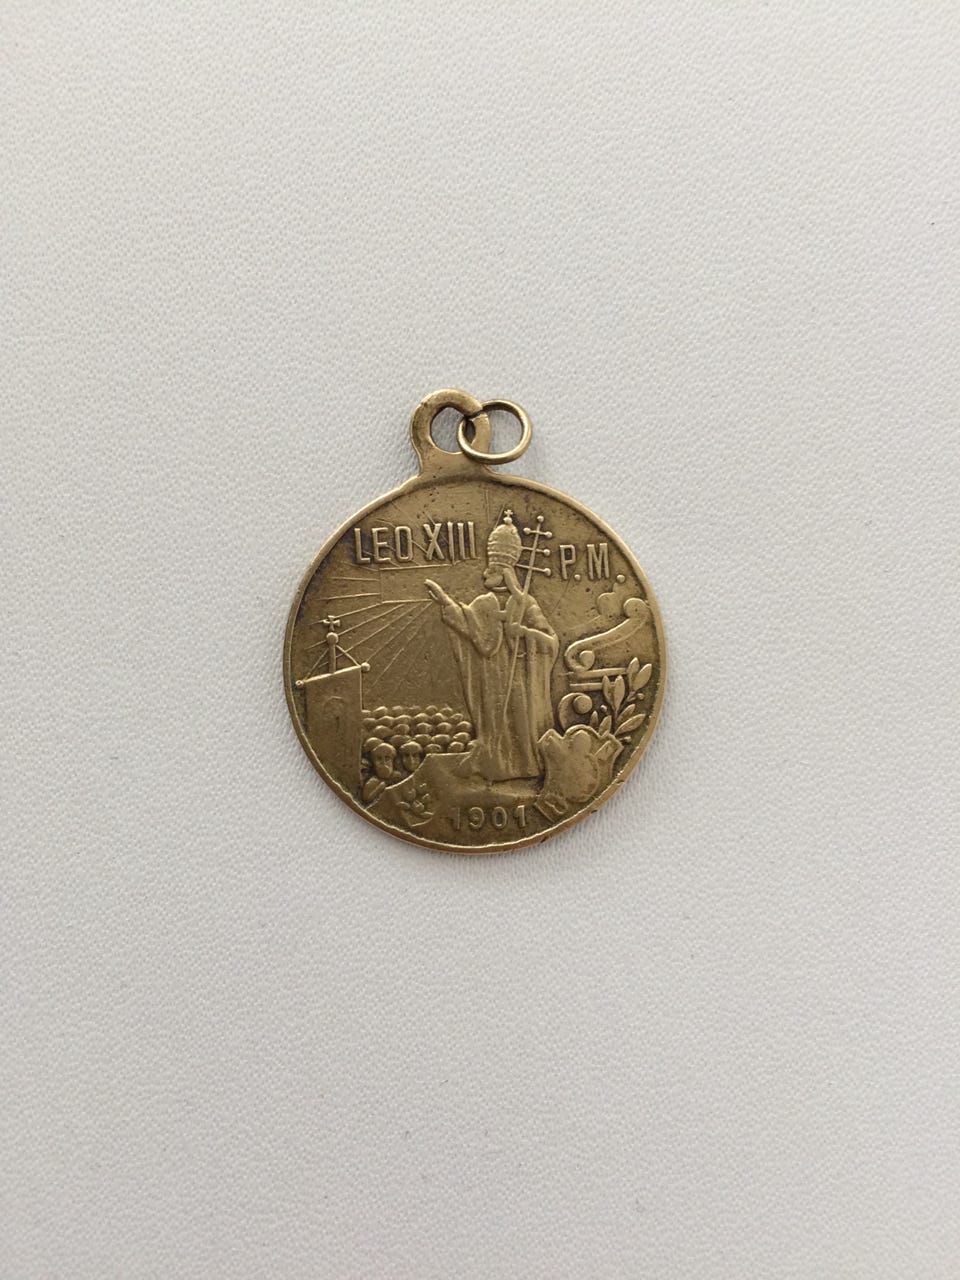 LEO XIII P. M.
1901